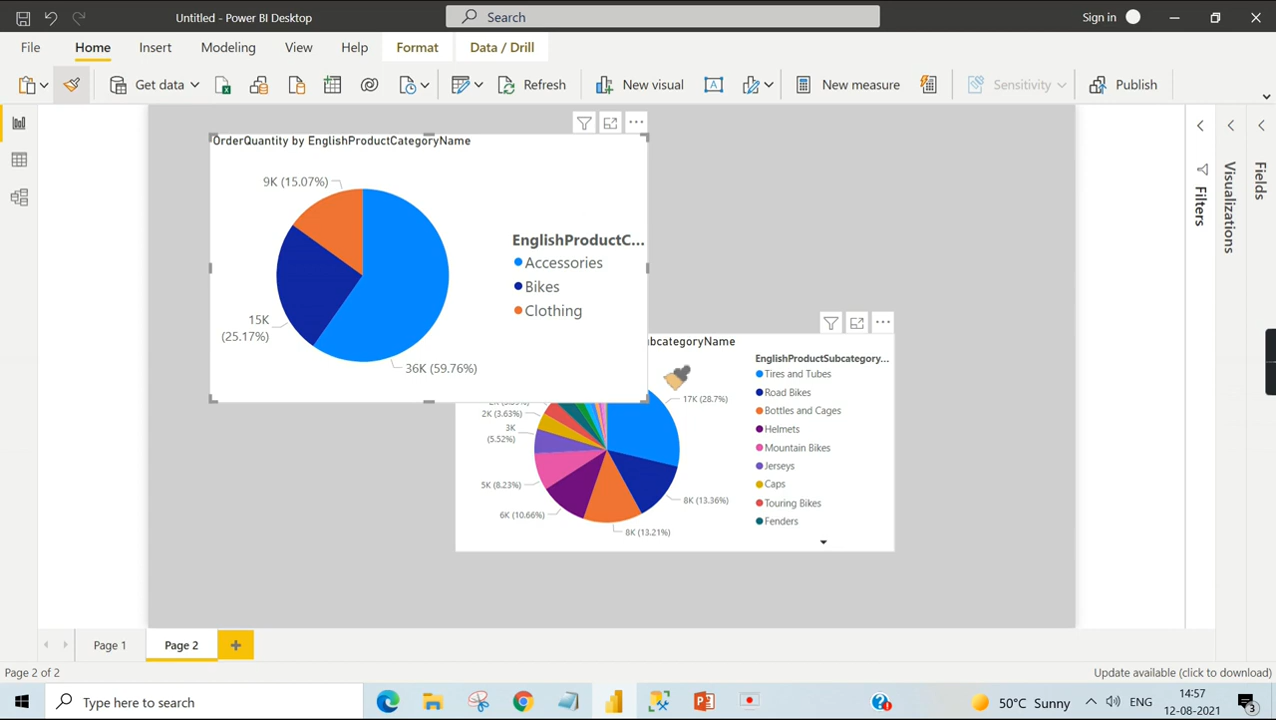 Untitled - Power BI Desktop
Search
Sign in
File Home Insert Modeling View Help Format Data / Drill
Get data
Refresh
New visual
New measure
Sensitivity
Publish
OrderQuantity by EnglishProductCategoryName
9K (15.07%)
15K
(25.17%)
36K (59.76%)
EnglishProductC...
Accessories
Bikes
Clothing
ubcategoryName
2K (3.63%)
3K
(5.52%)
5K (8.23%)
6K (10.66%)
8K (13.21%)
8K (13.36%)
17K (28.7%)
EnglishProductSubcategory...
Tires and Tubes
Road Bikes
Bottles and Cages
Helmets
Mountain Bikes
Jerseys
Caps
Touring Bikes
Fenders
Filters
Visualizations
Fields
Page 1
Page 2
Page 2 of 2
Update available (click to download)
Type here to search
50°C Sunny
ENG
14:57
12-08-2021
3